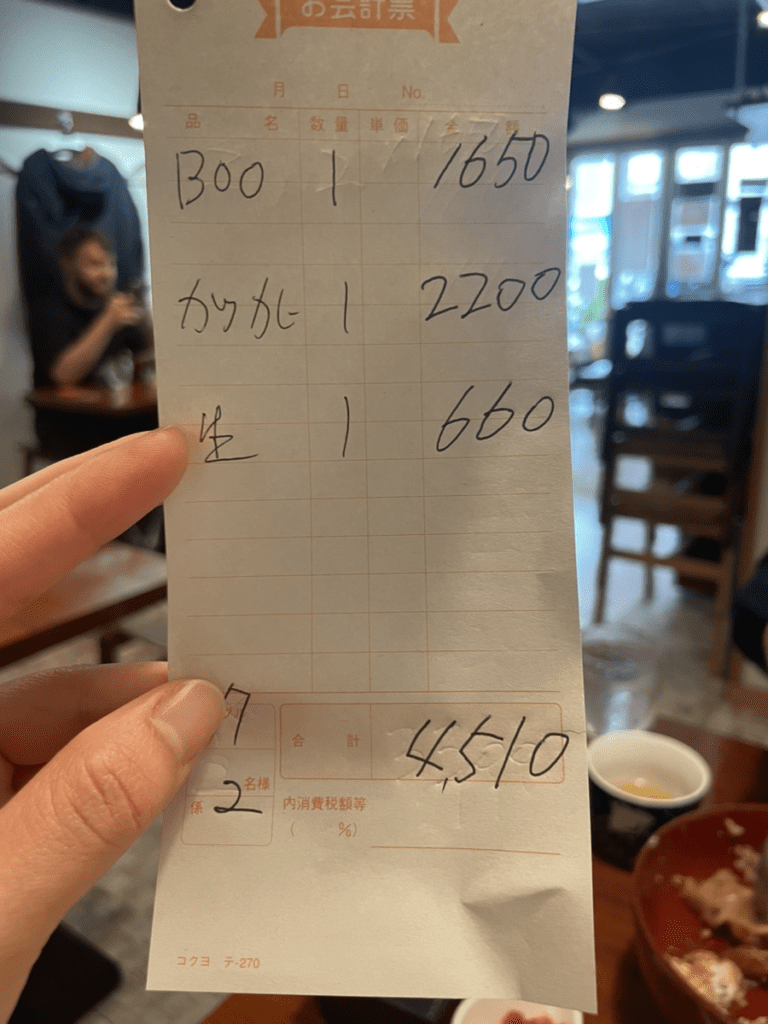 お会計票
月 日 No.
品 名 数量 単価 金 額
BOO 1 1650
カツカレ 1 2200
生 1 660
7
合 計 4,510
名様 2
係
内消費税額等
( %)
コクヨ テ-270